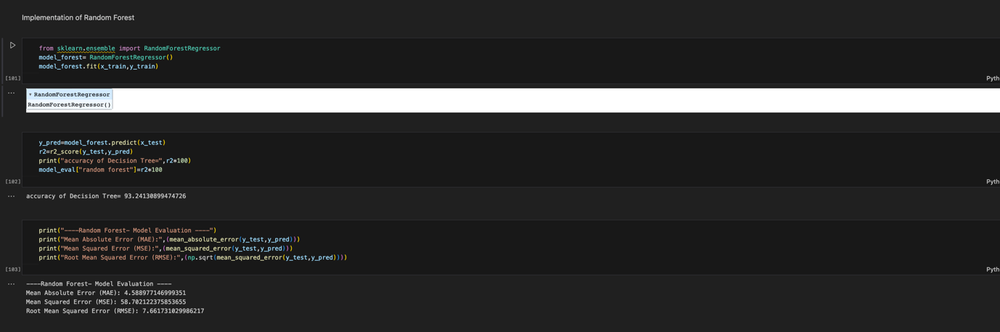 Implementation of Random Forest
from sklearn.ensemble import RandomForestRegressor
model_forest= RandomForestRegressor()
model_forest.fit(x_train,y_train)
[101]
Pyth
RandomForestRegressor
RandomForestRegressor()
y_pred=model_forest.predict(x_test)
r2=r2_score(y_test,y_pred)
print("accuracy of Decision Tree=",r2*100)
model_eval["random forest"]=r2*100
[102]
Pyth
accuracy of Decision Tree= 93.24130899474726
print("----Random Forest- Model Evaluation ----")
print("Mean Absolute Error (MAE):",(mean_absolute_error(y_test,y_pred)))
print("Mean Squared Error (MSE):",(mean_squared_error(y_test,y_pred)))
print("Root Mean Squared Error (RMSE):",(np.sqrt(mean_squared_error(y_test,y_pred))))
[103]
Pyth
----Random Forest- Model Evaluation ----
Mean Absolute Error (MAE): 4.588977146999351
Mean Squared Error (MSE): 58.702122375853655
Root Mean Squared Error (RMSE): 7.661731029986217